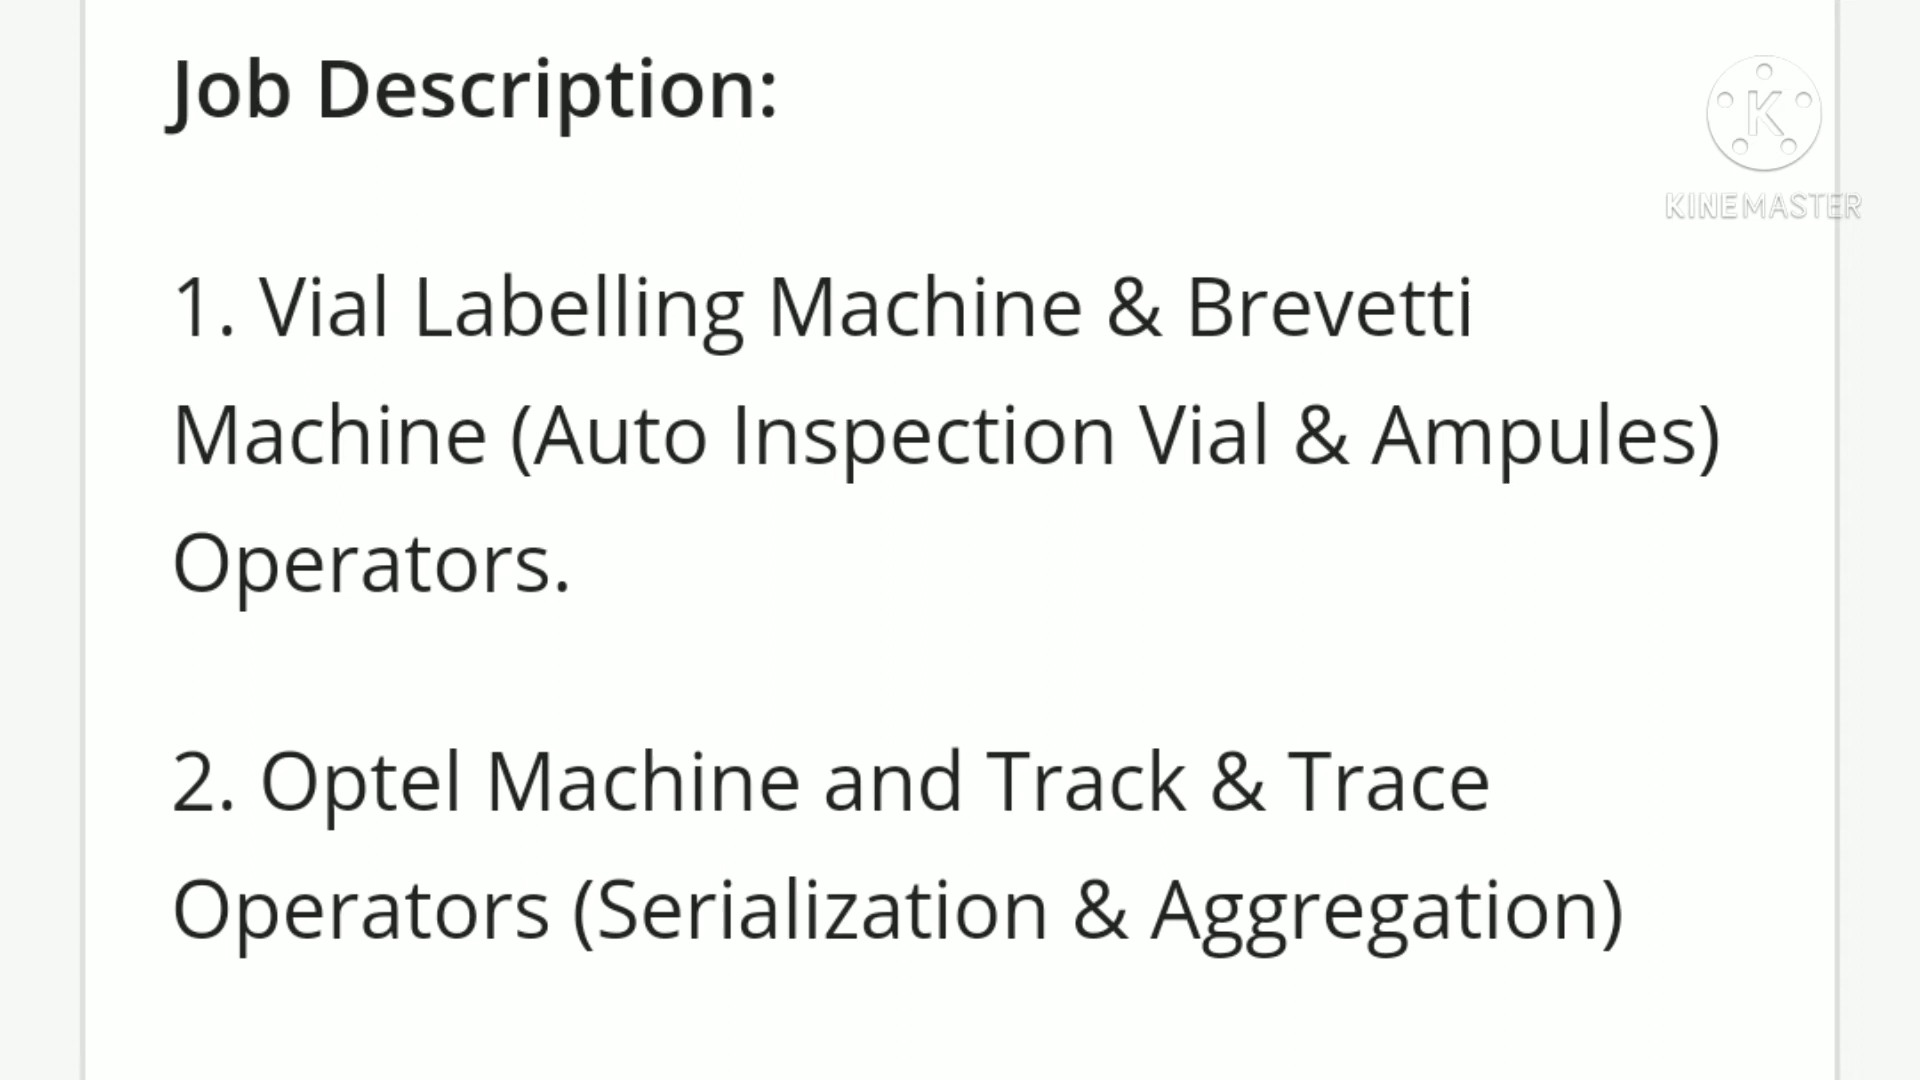 Job Description:
K
KINEMASTER
1. Vial Labelling Machine & Brevetti
Machine (Auto Inspection Vial & Ampules)
Operators.
2. Optel Machine and Track & Trace
Operators (Serialization & Aggregation)